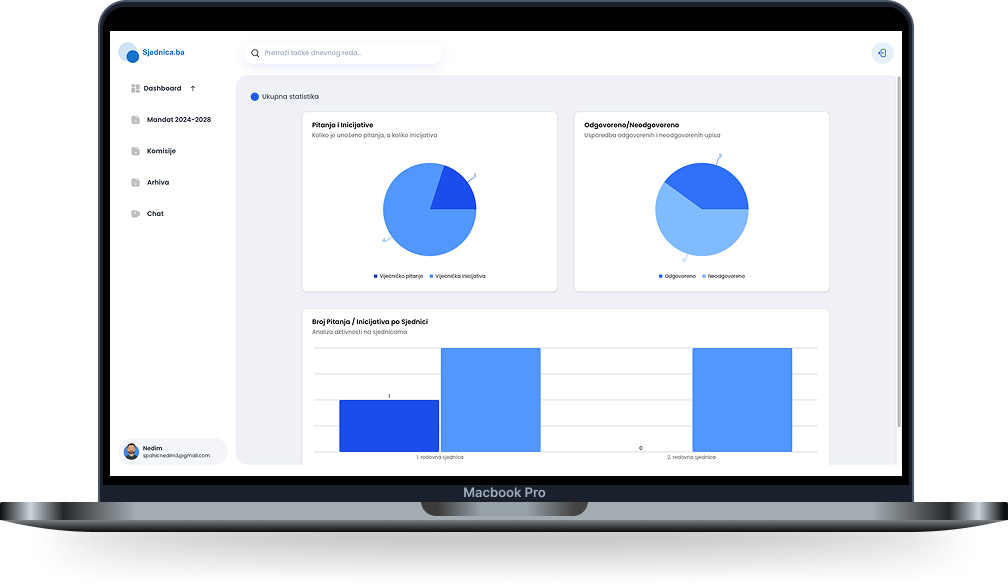 Sjednica.ba
Pretraži tačke dnevnog reda...
Dashboard
Mandat 2024-2028
Komisije
Arhiva
Chat
Ukupna statistika
Pitanja i Inicijative
Koliko je unošeno pitanja, a koliko inicijativa
1
4
Vijećničko pitanje
Vijećnička inicijativa
Odgovoreno/Neodgovoreno
Usporedba odgovorenih i neodgovorenih upisa
Odgovoreno
Neodgovoreno
Broj Pitanja / Inicijativa po Sjednici
Analiza aktivnosti na sjednicama
1
0
1. redovna sjednica
2. redovna sjednica
Nedim
spahicnedim3@gmail.com
Macbook Pro